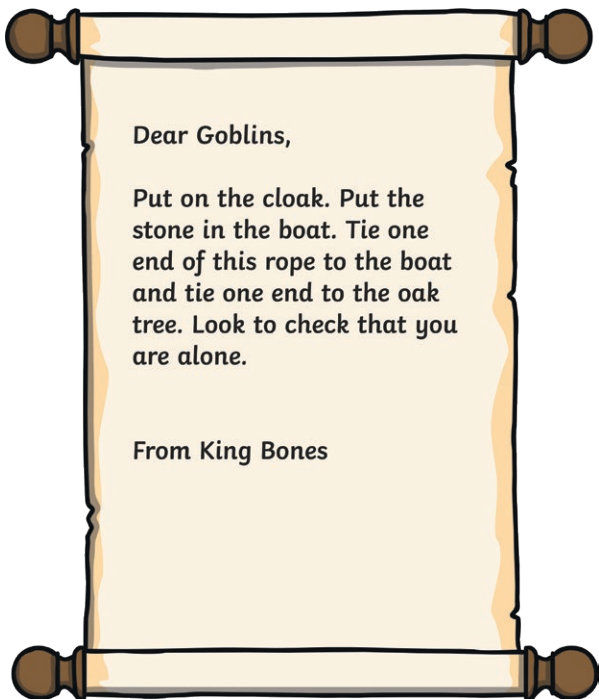 Dear Goblins,
Put on the cloak. Put the
stone in the boat. Tie one
end of this rope to the boat
and tie one end to the oak
tree. Look to check that you
are alone.
From King Bones